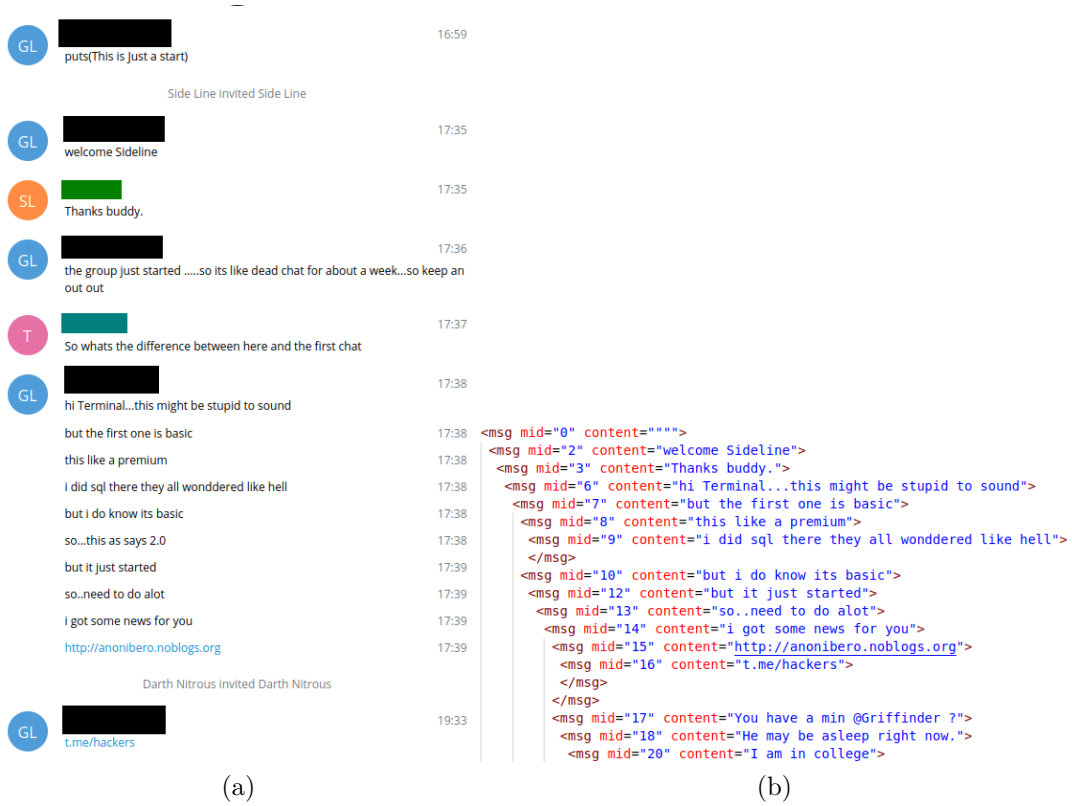 GL
16:59
puts(This is Just a start)
Side Line invited Side Line
GL
17:35
welcome Sideline
SL
17:35
Thanks buddy.
GL
17:36
the group just started .....so its like dead chat for about a week...so keep an
out out
T
17:37
So whats the difference between here and the first chat
GL
17:38
hi Terminal...this might be stupid to sound
but the first one is basic 17:38
this like a premium 17:38
i did sql there they all wonddered like hell 17:38
but i do know its basic 17:38
so...this as says 2.0 17:38
but it just started 17:39
so..need to do alot 17:39
i got some news for you 17:39
http://anonibero.noblogs.org 17:39
Darth Nitrous invited Darth Nitrous
GL
19:33
t.me/hackers
(a)
<msg mid="0" content="""">
<msg mid="2" content="welcome Sideline">
<msg mid="3" content="Thanks buddy.">
<msg mid="6" content="hi Terminal...this might be stupid to sound">
<msg mid="7" content="but the first one is basic">
<msg mid="8" content="this like a premium">
<msg mid="9" content="i did sql there they all wonddered like hell">
</msg>
<msg mid="10" content="but i do know its basic">
<msg mid="12" content="but it just started">
<msg mid="13" content="so..need to do alot">
<msg mid="14" content="i got some news for you">
<msg mid="15" content="http://anonibero.noblogs.org">
<msg mid="16" content="t.me/hackers">
</msg>
</msg>
<msg mid="17" content="You have a min @Griffinder ?">
<msg mid="18" content="He may be asleep right now.">
<msg mid="20" content="I am in college">
(b)